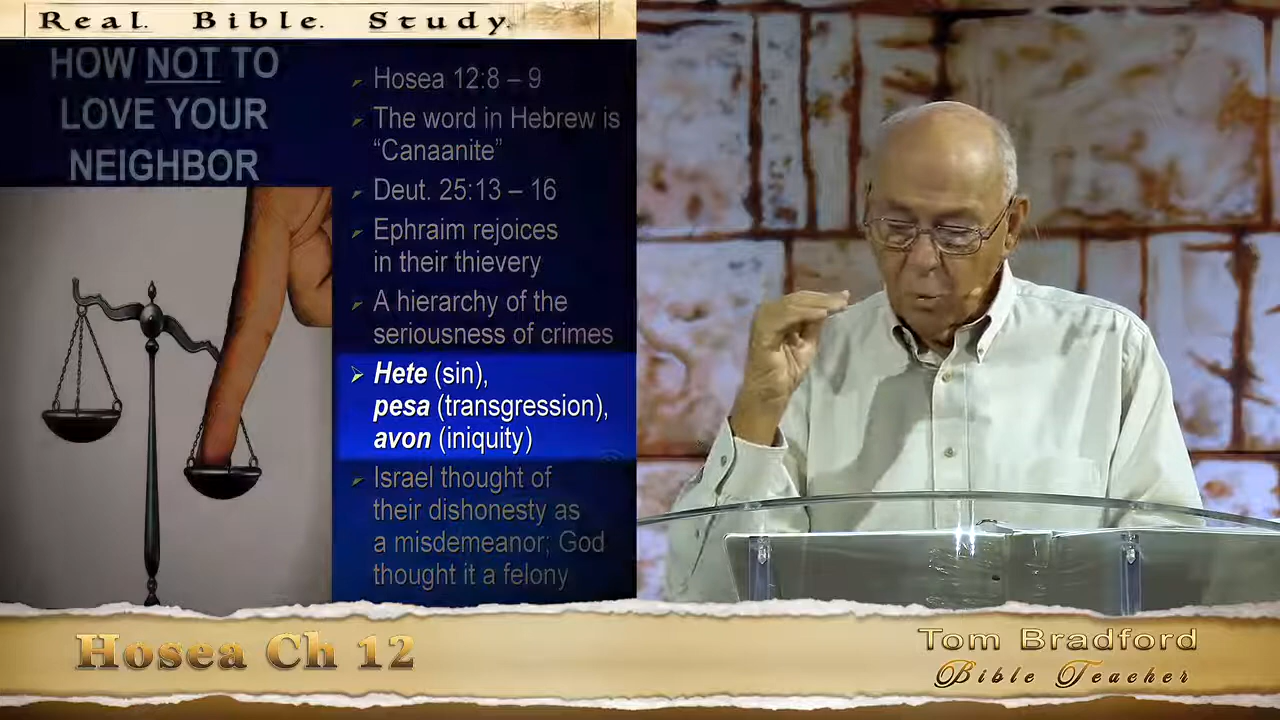 Real. Bible. Study.
HOW NOT TO
LOVE YOUR
NEIGHBOR
Hosea 12:8 – 9
The word in Hebrew is
“Canaanite”
Deut. 25:13 – 16
Ephraim rejoices
in their thievery
A hierarchy of the
seriousness of crimes
Hete (sin),
pesa (transgression),
avon (iniquity)
Israel thought of
their dishonesty as
a misdemeanor; God
thought it a felony
Hosea Ch 12
Tom Bradford
Bible Teacher